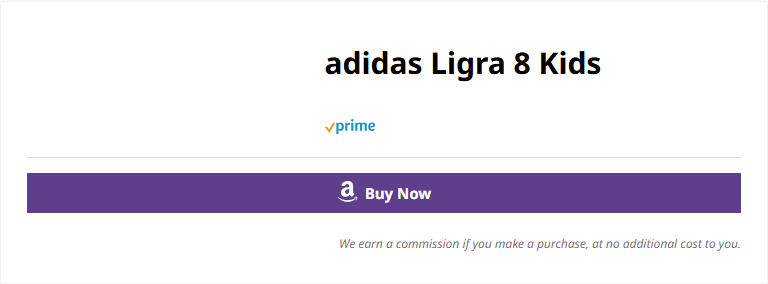 adidas Ligra 8 Kids
prime
Buy Now
We earn a commission if you make a purchase, at no additional cost to you.